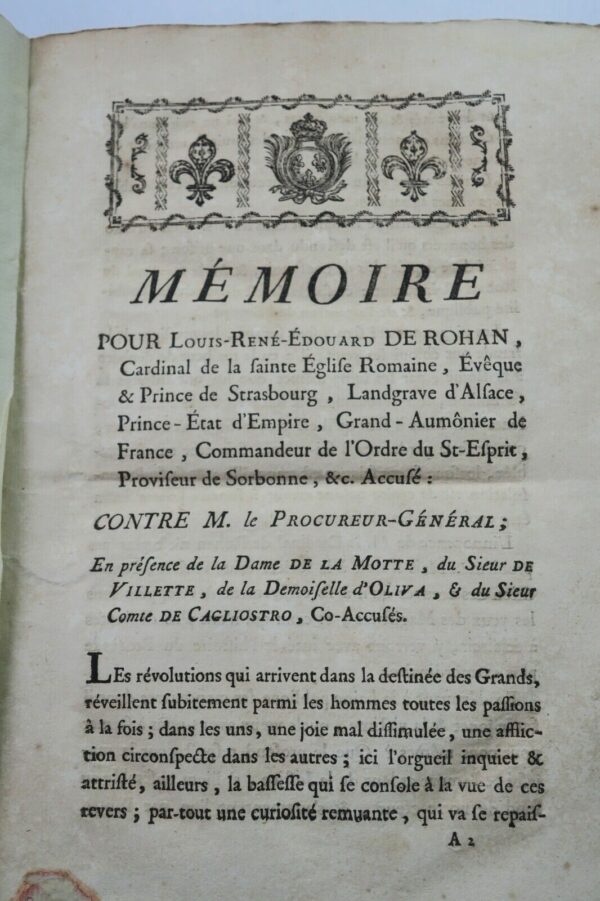 MÉMOIRE
POUR LOUIS-RENÉ-ÉDOUARD DE ROHAN,
Cardinal de la ſainte Égliſe Romaine, Évêque
& Prince de Strasbourg, Landgrave d'Alſace,
Prince-État d'Empire, Grand-Aumônier de
France, Commandeur de l'Ordre du St-Eſprit,
Proviſeur de Sorbonne, &c. Accuſé:
CONTRE M. le PROCUREUR-GÉNÉRAL;
En préſence de la Dame DE LA MOTTE, du Sieur DE
VILLETTE, de la Demoiſelle d'OLIVA, & du Sieur
Comte DE CAGLIOSTRO, Co-Accuſés.
LEs révolutions qui arrivent dans la deſtinée des Grands,
réveillent ſubitement parmi les hommes toutes les paſſions
à la fois; dans les uns, une joie mal diſſimulée, une afflic-
tion circonſpecte dans les autres; ici l'orgueil inquiet &
attriſté, ailleurs, la baſſeſſe qui ſe conſole à la vue de ces
revers; par-tout une curioſité remuante, qui va ſe repaiſ-
A 2